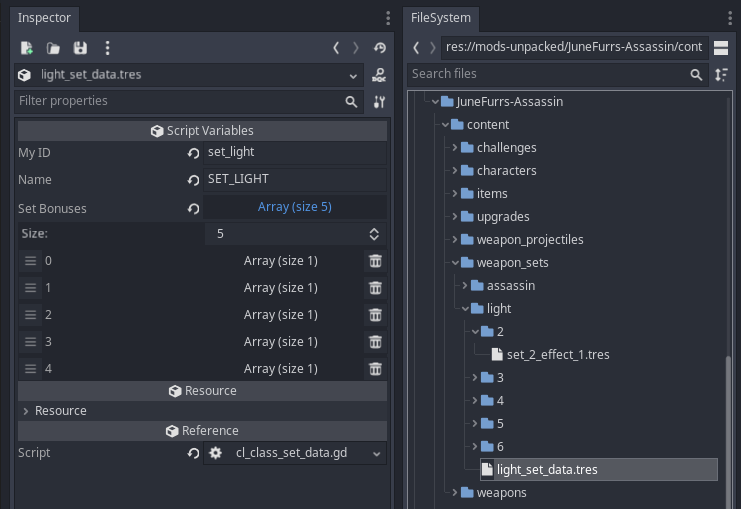 Inspector
light_set_data.tres
Filter properties
Script Variables
My ID set_light
Name SET_LIGHT
Set Bonuses Array (size 5)
Size: 5
0 Array (size 1)
1 Array (size 1)
2 Array (size 1)
3 Array (size 1)
4 Array (size 1)
Resource
Resource
Reference
Script cl_class_set_data.gd
FileSystem
res://mods-unpacked/JuneFurrs-Assassin/cont
Search files
JuneFurrs-Assassin
content
challenges
characters
items
upgrades
weapon_projectiles
weapon_sets
assassin
light
2
set_2_effect_1.tres
3
4
5
6
light_set_data.tres
weapons